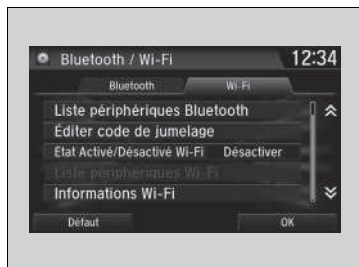 Bluetooth / Wi-Fi 12:34
Bluetooth Wi-Fi
Liste périphériques Bluetooth
Éditer code de jumelage
Etat Activé/Désactivé Wi-Fi Désactiver
Liste périphériques Wi-Fi
Informations Wi-Fi
Défaut OK